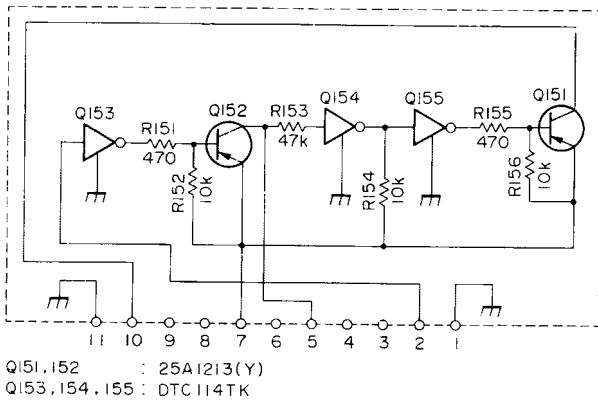 Q153
R151
470
Q152
R152
10k
R153
47k
Q154
R154
10k
Q155
R155
470
Q151
R156
10k
11 10 9 8 7 6 5 4 3 2 1
Q151,152 : 2SA1213(Y)
Q153,154,155 : DTC114TK